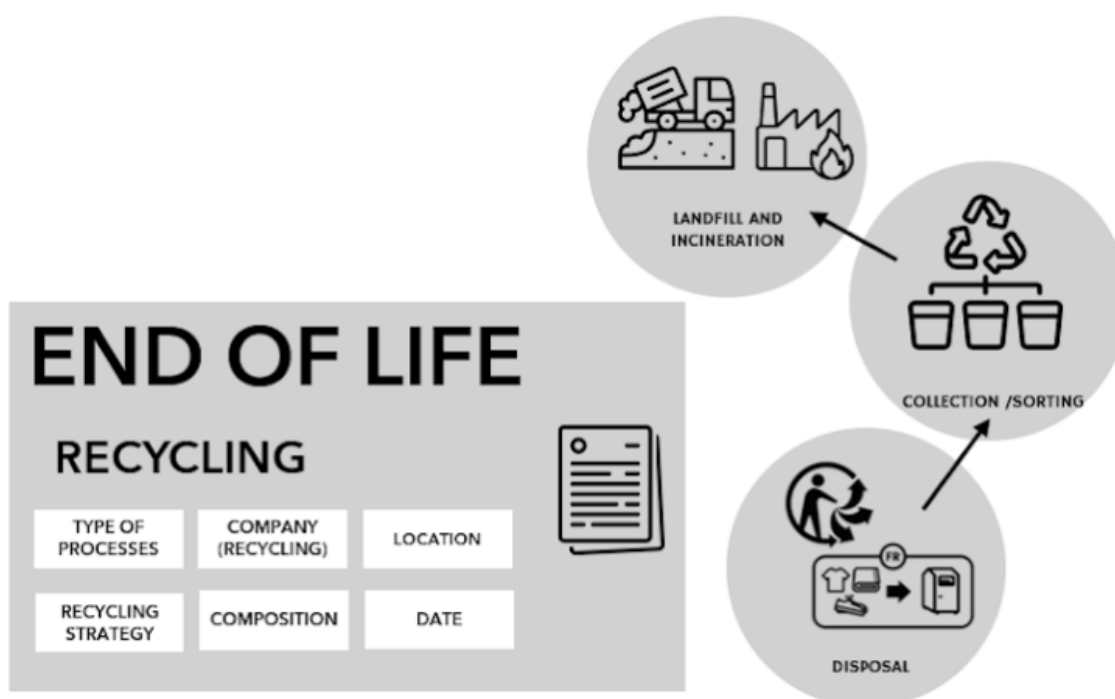 LANDFILL AND
INCINERATION
COLLECTION /SORTING
END OF LIFE
RECYCLING
TYPE OF
PROCESSES
COMPANY
(RECYCLING)
LOCATION
RECYCLING
STRATEGY
COMPOSITION
DATE
FR
DISPOSAL